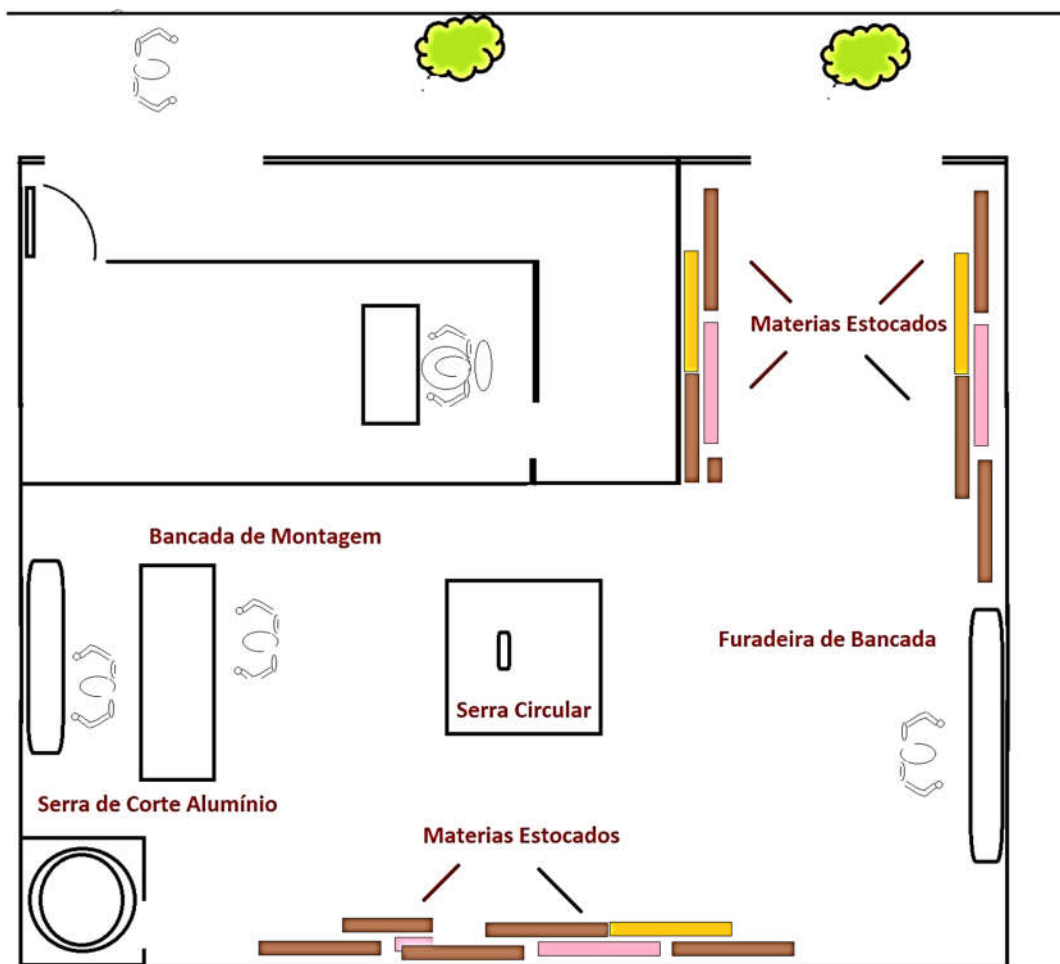 Materias Estocados
Bancada de Montagem
Furadeira de Bancada
Serra Circular
Serra de Corte Alumínio
Materias Estocados